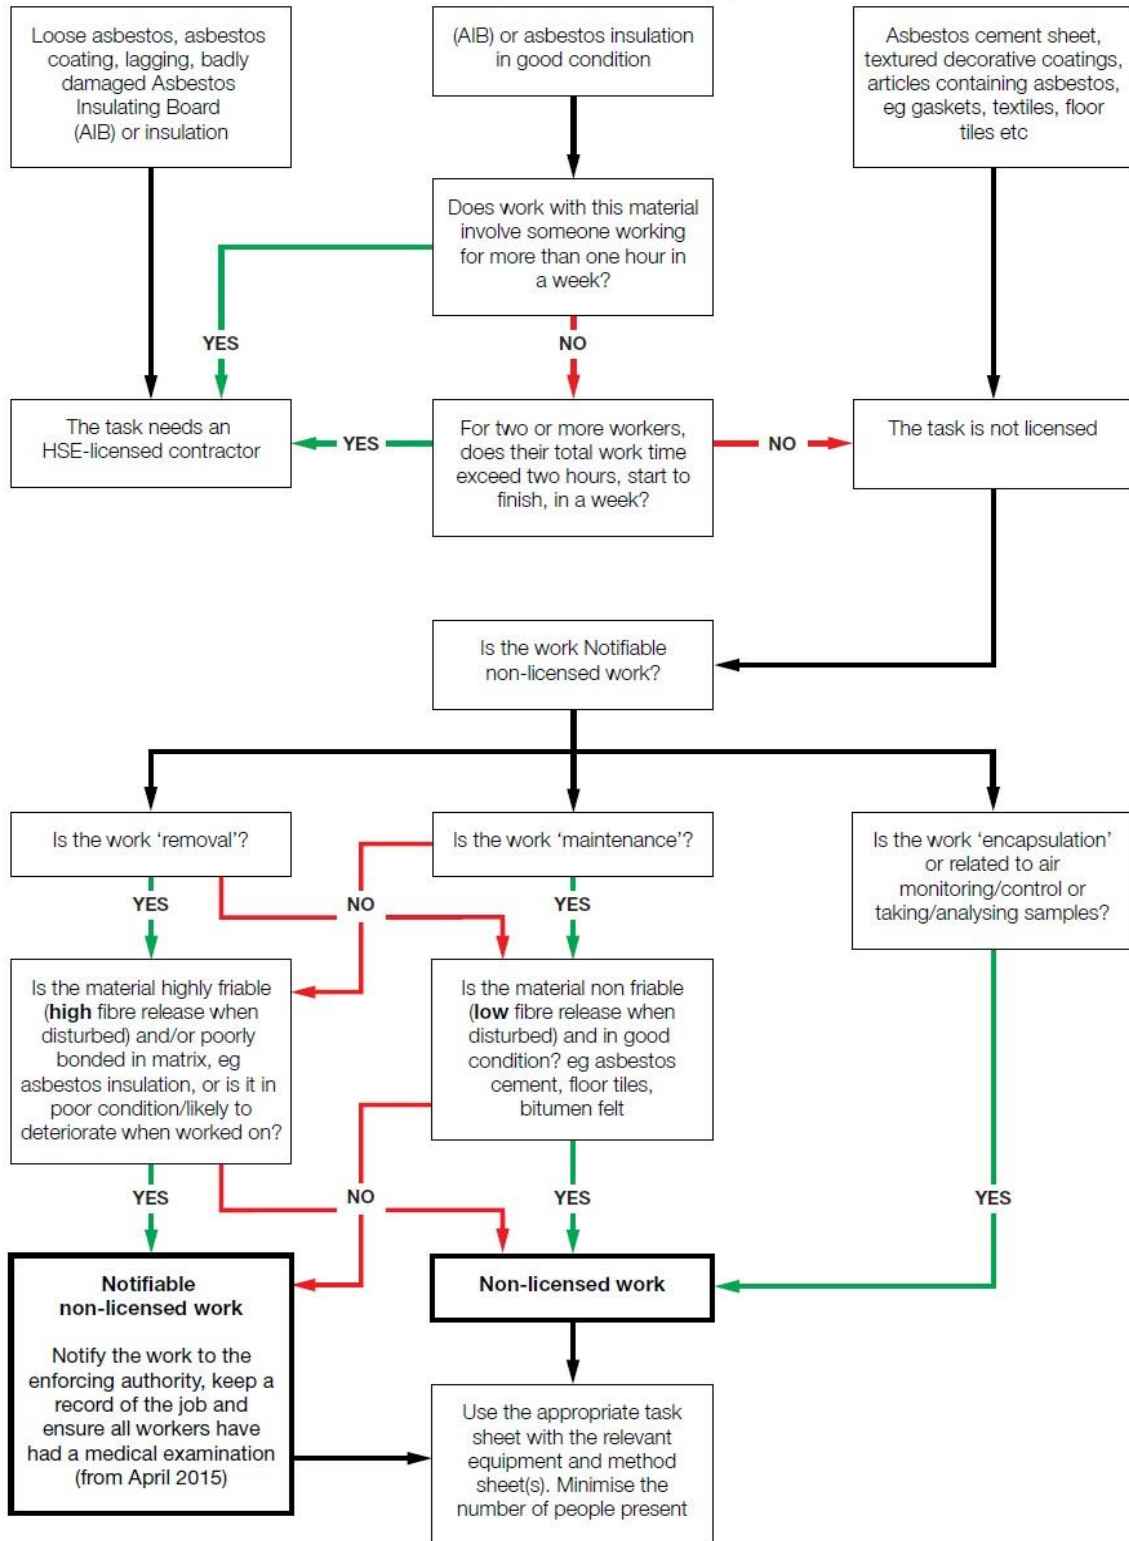 Loose asbestos, asbestos
coating, lagging, badly
damaged Asbestos
Insulating Board
(AIB) or insulation
(AIB) or asbestos insulation
in good condition
Asbestos cement sheet,
textured decorative coatings,
articles containing asbestos,
eg gaskets, textiles, floor
tiles etc
Does work with this material
involve someone working
for more than one hour in
a week?
YES
NO
The task needs an
HSE-licensed contractor
YES
For two or more workers,
does their total work time
exceed two hours, start to
finish, in a week?
NO
The task is not licensed
Is the work Notifiable
non-licensed work?
Is the work ‘removal’?
Is the work ‘maintenance’?
Is the work ‘encapsulation’
or related to air
monitoring/control or
taking/analysing samples?
YES
NO
YES
Is the material highly friable
(high fibre release when
disturbed) and/or poorly
bonded in matrix, eg
asbestos insulation, or is it in
poor condition/likely to
deteriorate when worked on?
Is the material non friable
(low fibre release when
disturbed) and in good
condition? eg asbestos
cement, floor tiles,
bitumen felt
YES
NO
YES
YES
Notifiable
non-licensed work
Notify the work to the
enforcing authority, keep a
record of the job and
ensure all workers have
had a medical examination
(from April 2015)
Non-licensed work
Use the appropriate task
sheet with the relevant
equipment and method
sheet(s). Minimise the
number of people present